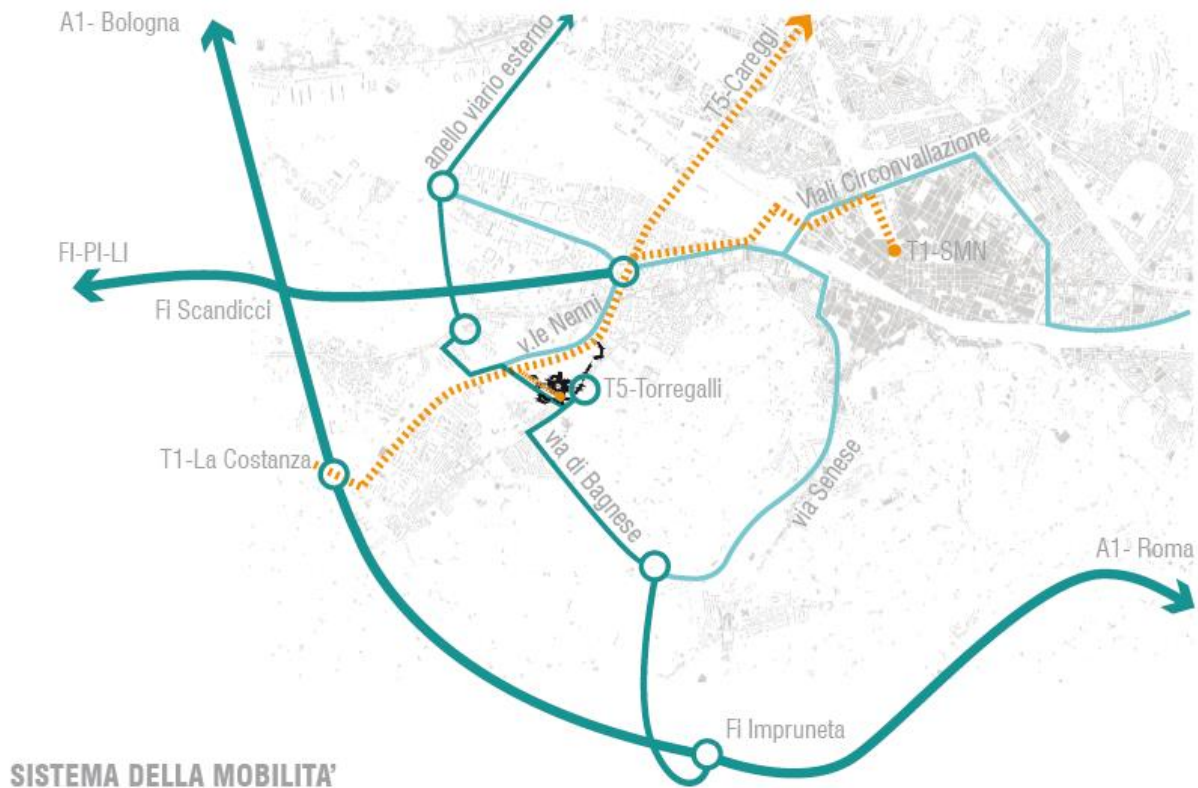 A1- Bologna
anello viario esterno
T5-Careggi
Viali Circonvallazione
FI-PI-LI
T1-SMN
FI Scandicci
v.le Nenni
T5-Torregalli
T1-La Costanza
via di Bagnese
via Senese
A1- Roma
Fi Impruneta
SISTEMA DELLA MOBILITA'